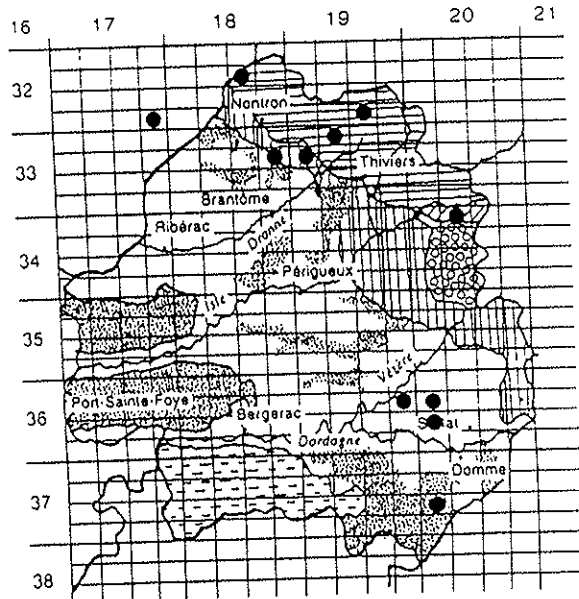 16 17 18 19 20 21
32
Nontron
33
Thiviers
Brantôme
Ribérac
Dronne
34
Périgueux
Isle
35
Vézère
Port-Sainte-Foye
36
Bergerac
Sarlat
Dordogne
Domme
37
38